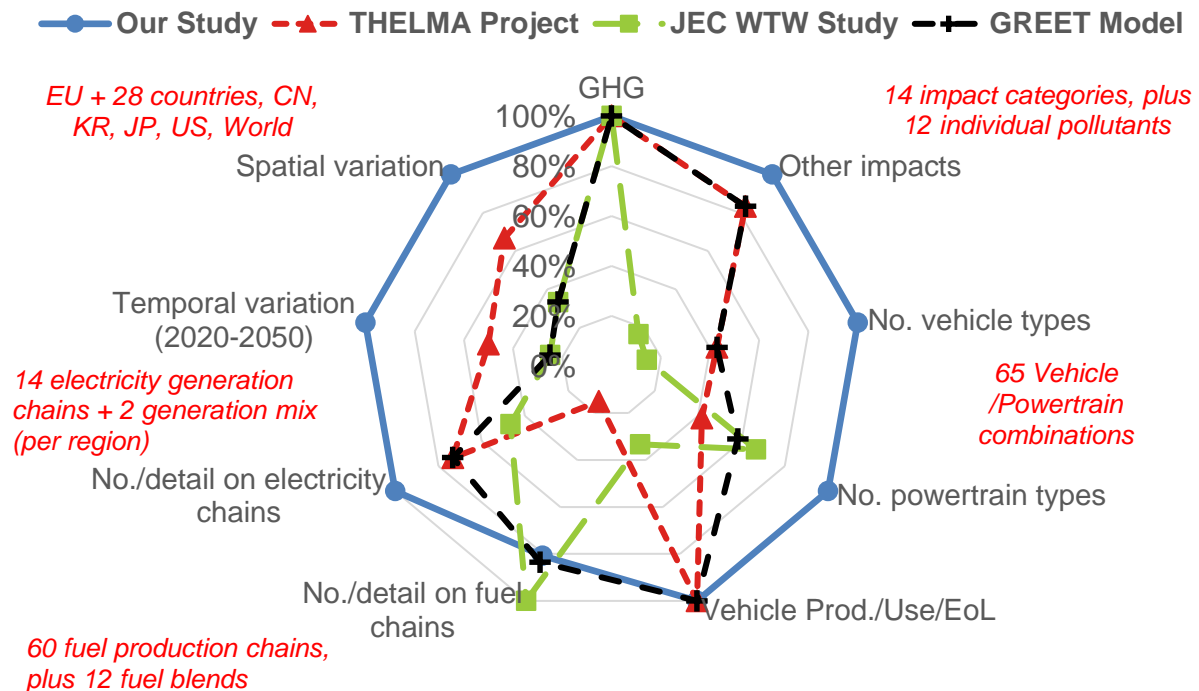 Our Study THELMA Project JEC WTW Study GREET Model
EU + 28 countries, CN,
KR, JP, US, World
GHG
14 impact categories, plus
12 individual pollutants
100%
80%
60%
40%
20%
0%
Spatial variation
Other impacts
Temporal variation
(2020-2050)
No. vehicle types
14 electricity generation
chains + 2 generation mix
(per region)
65 Vehicle
/Powertrain
combinations
No./detail on electricity
chains
No. powertrain types
No./detail on fuel
chains
Vehicle Prod./Use/EoL
60 fuel production chains,
plus 12 fuel blends